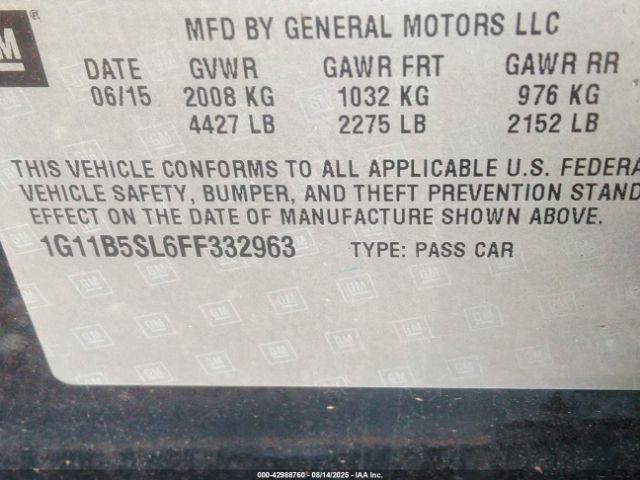 GM
MFD BY GENERAL MOTORS LLC
DATE GVWR GAWR FRT GAWR RR
06/15 2008 KG 1032 KG 976 KG
4427 LB 2275 LB 2152 LB
THIS VEHICLE CONFORMS TO ALL APPLICABLE U.S. FEDERA
VEHICLE SAFETY, BUMPER, AND THEFT PREVENTION STAND
EFFECT ON THE DATE OF MANUFACTURE SHOWN ABOVE.
1G11B5SL6FF332963 TYPE: PASS CAR
000-42988760 - 08/14/2025 - IAA Inc.